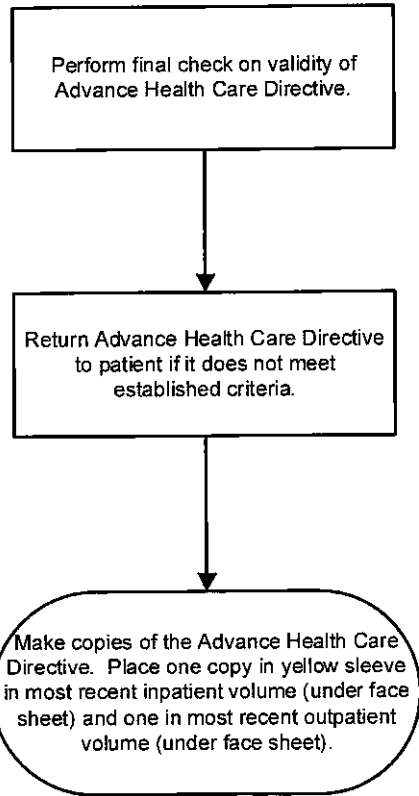 Perform final check on validity of
Advance Health Care Directive.
Return Advance Health Care Directive
to patient if it does not meet
established criteria.
Make copies of the Advance Health Care
Directive. Place one copy in yellow sleeve
in most recent inpatient volume (under face
sheet) and one in most recent outpatient
volume (under face sheet).